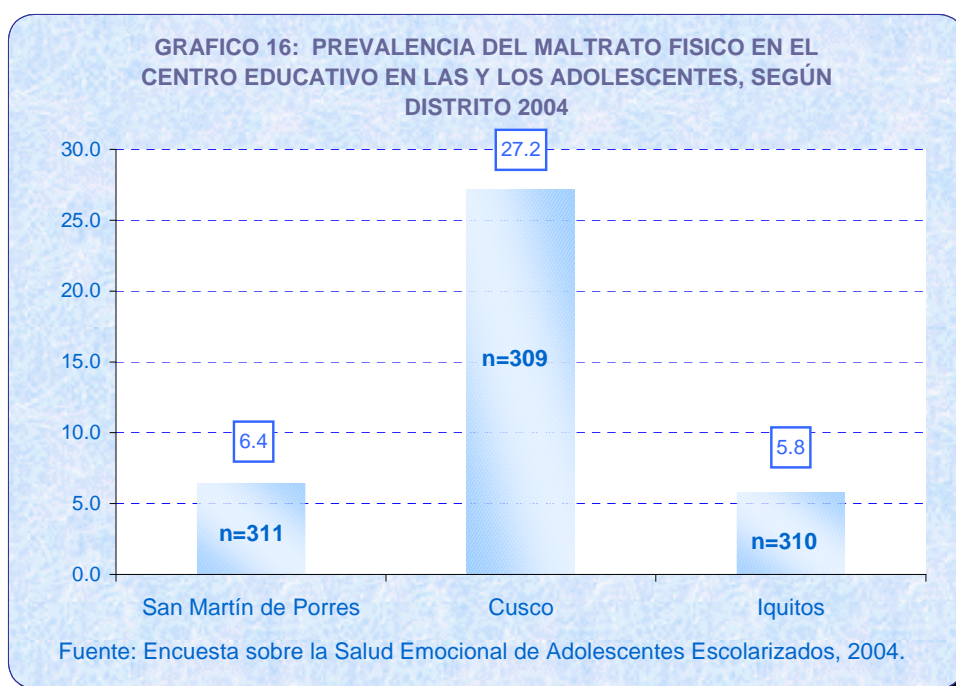 GRAFICO 16: PREVALENCIA DEL MALTRATO FISICO EN EL
CENTRO EDUCATIVO EN LAS Y LOS ADOLESCENTES, SEGÚN
DISTRITO 2004
30.0
25.0
20.0
15.0
10.0
5.0
0.0
6.4
27.2
5.8
n=311
n=309
n=310
San Martín de Porres
Cusco
Iquitos
Fuente: Encuesta sobre la Salud Emocional de Adolescentes Escolarizados, 2004.